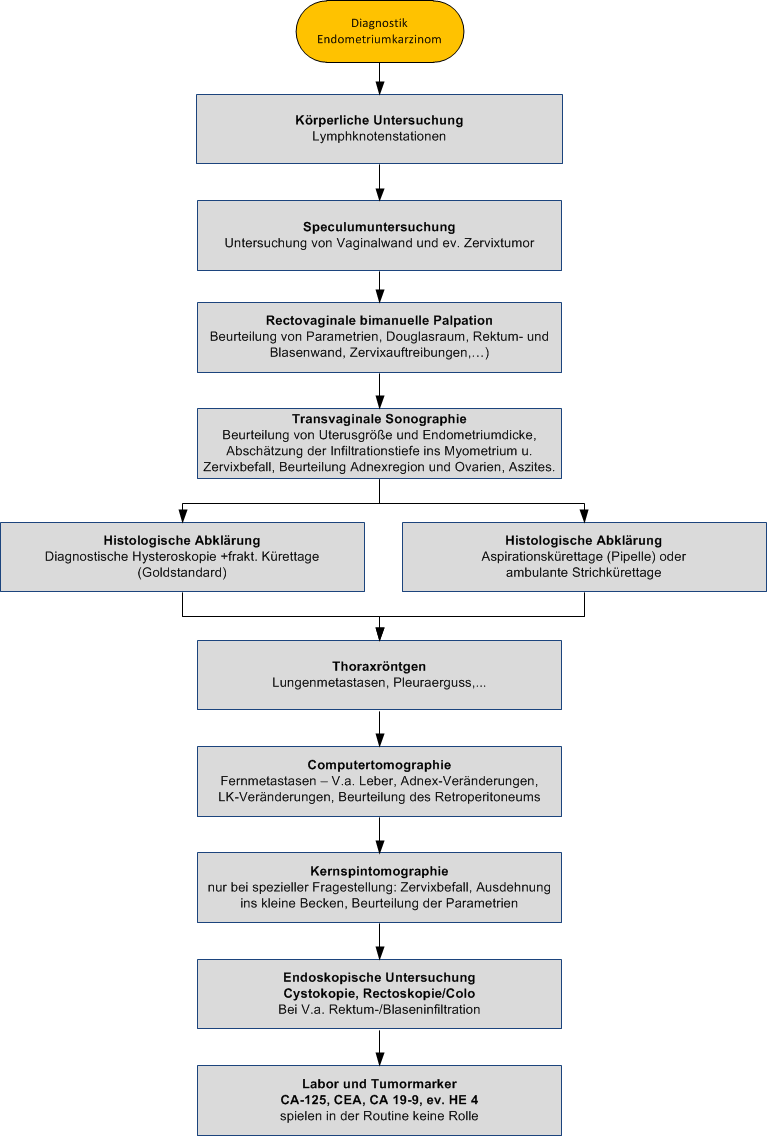 Diagnostik
Endometriumkarzinom
Körperliche Untersuchung
Lymphknotenstationen
Speculumuntersuchung
Untersuchung von Vaginalwand und ev. Zervixtumor
Rectovaginale bimanuelle Palpation
Beurteilung von Parametrien, Douglasraum, Rektum- und
Blasenwand, Zervixauftreibungen,…)
Transvaginale Sonographie
Beurteilung von Uterusgröße und Endometriumdicke,
Abschätzung der Infiltrationstiefe ins Myometrium u.
Zervixbefall, Beurteilung Adnexregion und Ovarien, Aszites.
Histologische Abklärung
Diagnostische Hysteroskopie +frakt. Kürettage
(Goldstandard)
Histologische Abklärung
Aspirationskürettage (Pipelle) oder
ambulante Strichkürettage
Thoraxröntgen
Lungenmetastasen, Pleuraerguss,...
Computertomographie
Fernmetastasen – V.a. Leber, Adnex-Veränderungen,
LK-Veränderungen, Beurteilung des Retroperitoneums
Kernspintomographie
nur bei spezieller Fragestellung: Zervixbefall, Ausdehnung
ins kleine Becken, Beurteilung der Parametrien
Endoskopische Untersuchung
Cystokopie, Rectoskopie/Colo
Bei V.a. Rektum-/Blaseninfiltration
Labor und Tumormarker
CA-125, CEA, CA 19-9, ev. HE 4
spielen in der Routine keine Rolle